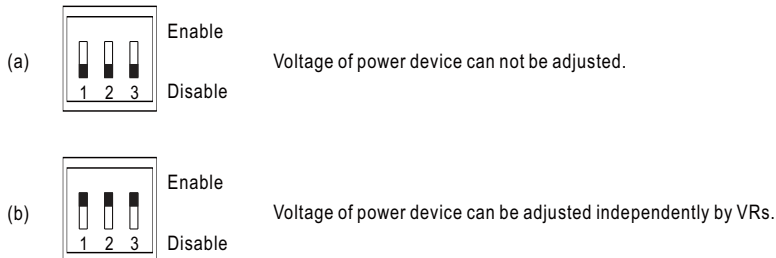 Enable
(a) Voltage of power device can not be adjusted.
1 2 3 Disable
Enable
(b) Voltage of power device can be adjusted independently by VRs.
1 2 3 Disable